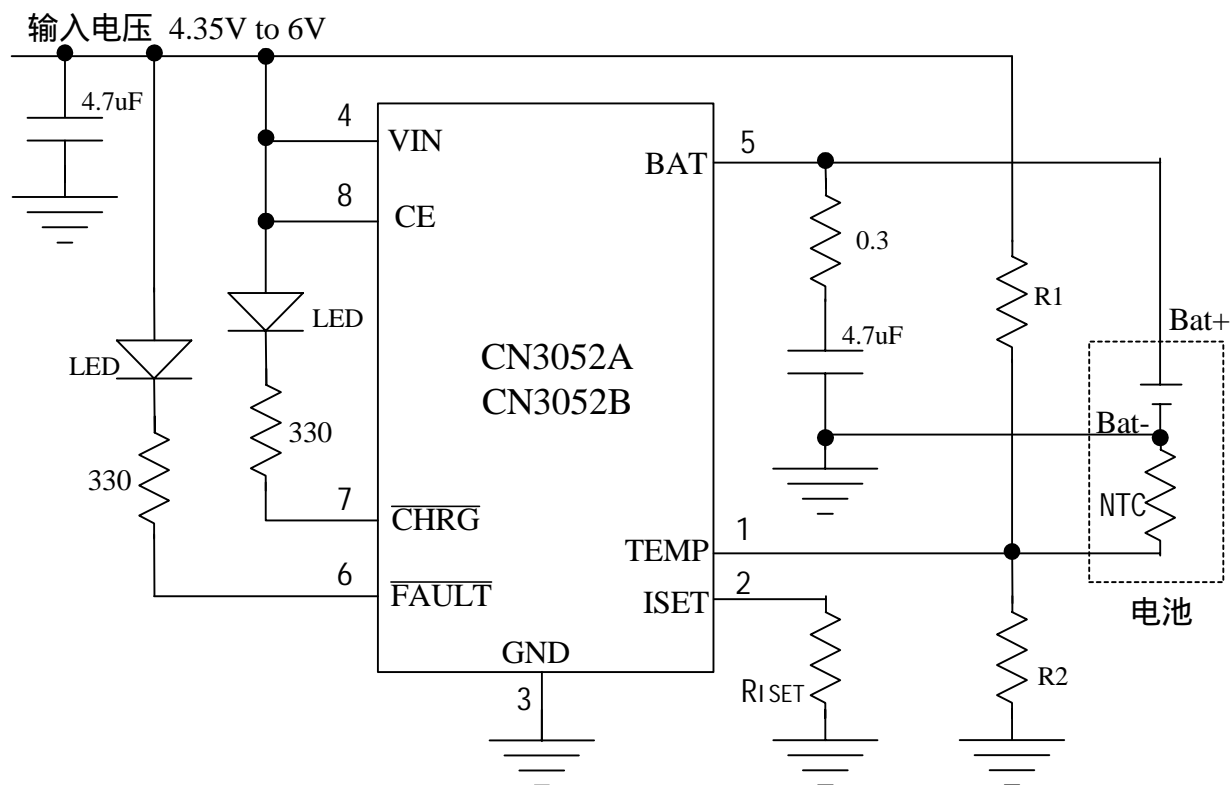 输入电压 4.35V to 6V
4.7uF
4
VIN
5
BAT
8
CE
0.3
LED
R1
Bat+
LED
4.7uF
CN3052A
CN3052B
Bat-
330
330
NTC
7
CHRG
1
TEMP
6
FAULT
2
ISET
电池
GND
RISET
R2
3